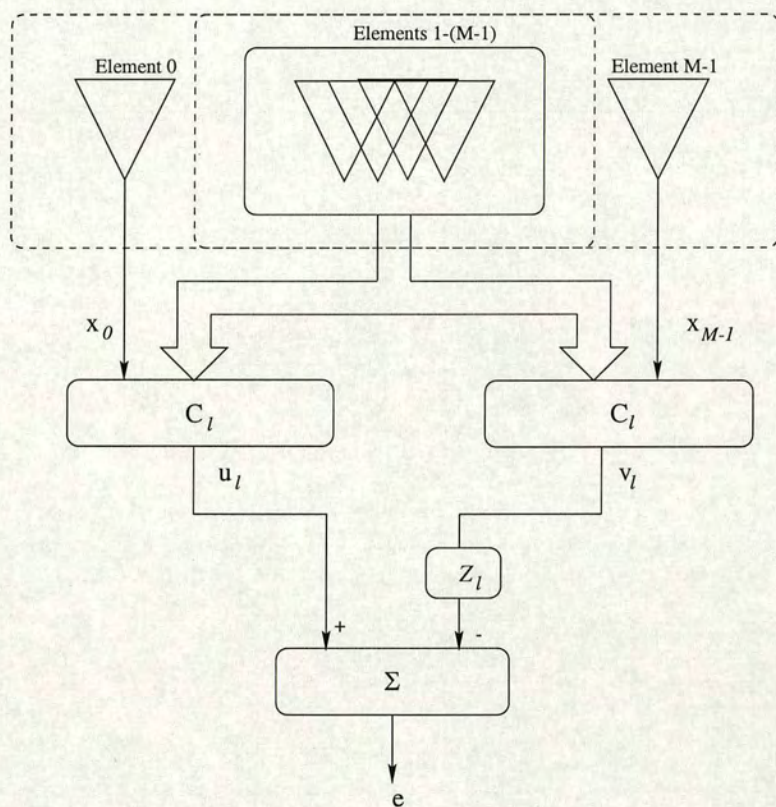 Elements 1-(M-1)
Element 0
Element M-1
x0
xM-1
Cl
Cl
ul
vl
Zl
+
-
Σ
e